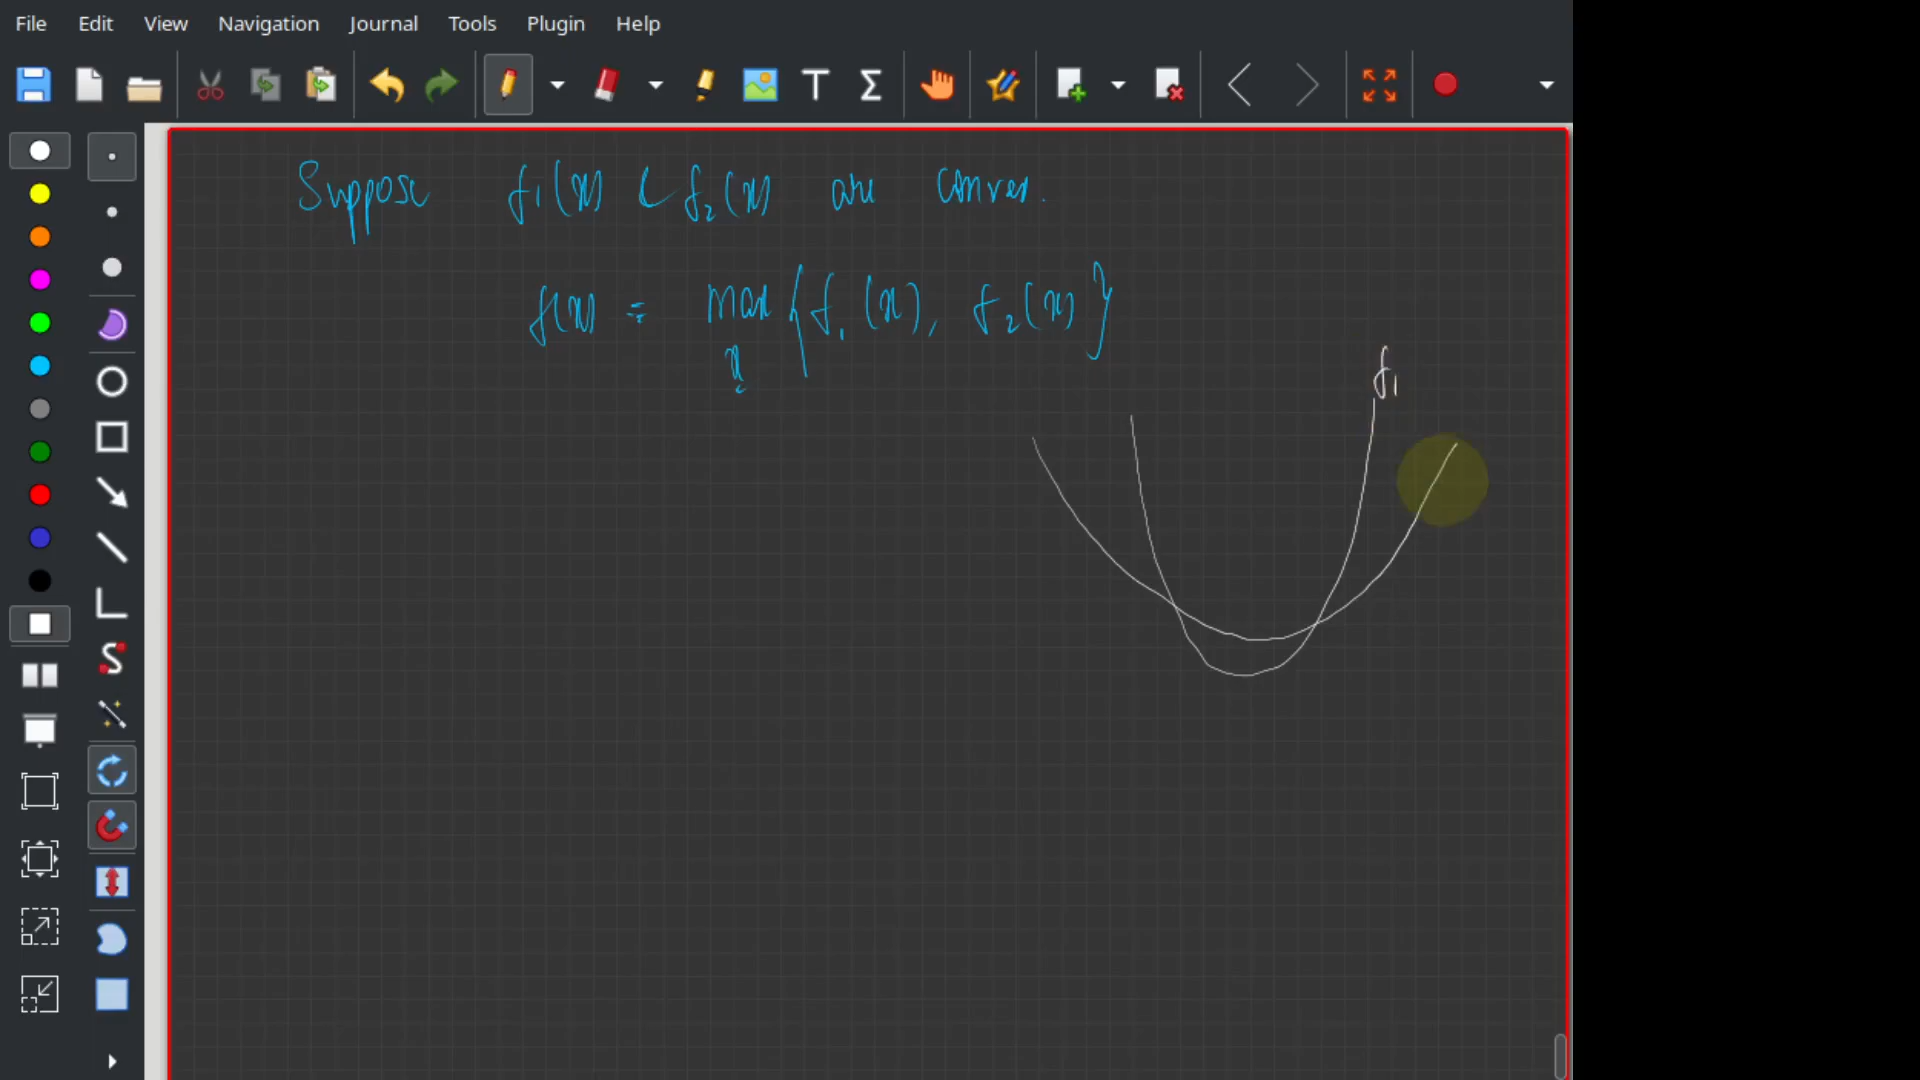 File Edit View Navigation Journal Tools Plugin Help
Suppose f1(x) & f2(x) are convex.
f(x) = max {f1(x), f2(x)}
x
f1